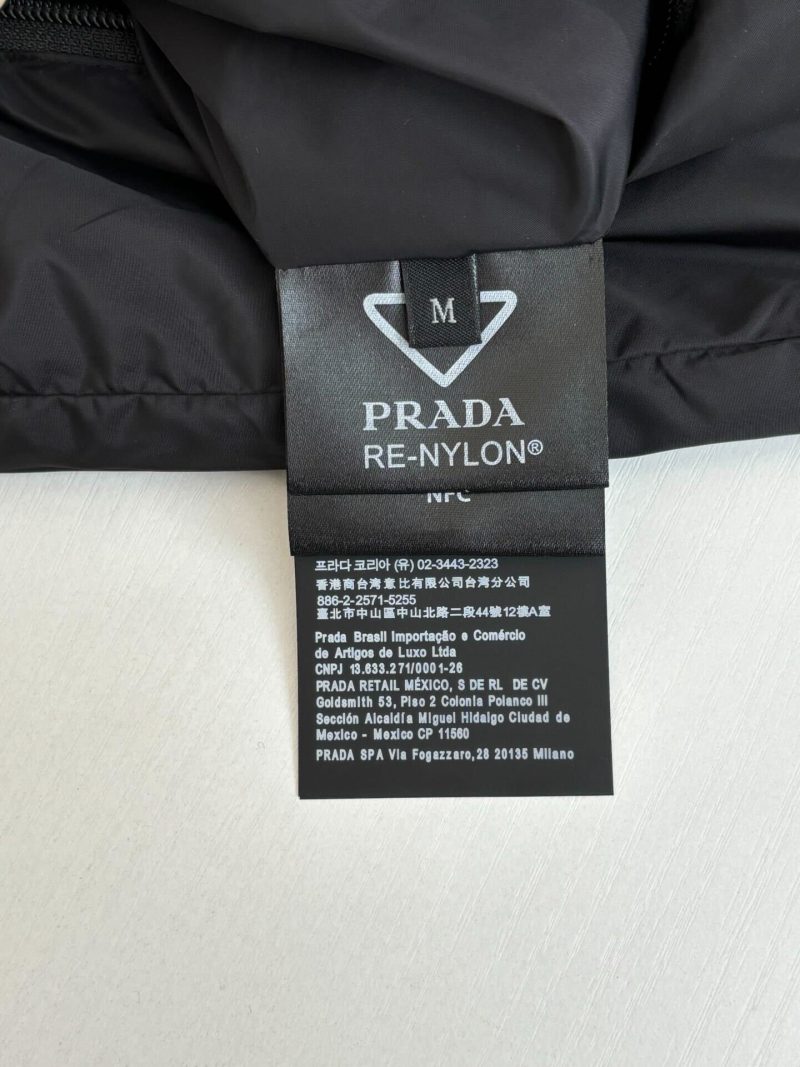 M
PRADA
RE-NYLON®
NFC
프라다 코리아 (유) 02-3443-2323
香港商台灣意比有限公司台灣分公司
886-2-2571-5255
臺北市中山區中山北路二段44號12樓A室
Prada Brasil Importação e Comércio
de Artigos de Luxo Ltda
CNPJ 13.633.271/0001-26
PRADA RETAIL MÉXICO, S DE RL DE CV
Goldsmith 53, Piso 2 Colonia Polanco III
Sección Alcaldía Miguel Hidalgo Ciudad de
Mexico - Mexico CP 11560
PRADA SPA Via Fogazzaro,28 20135 Milano